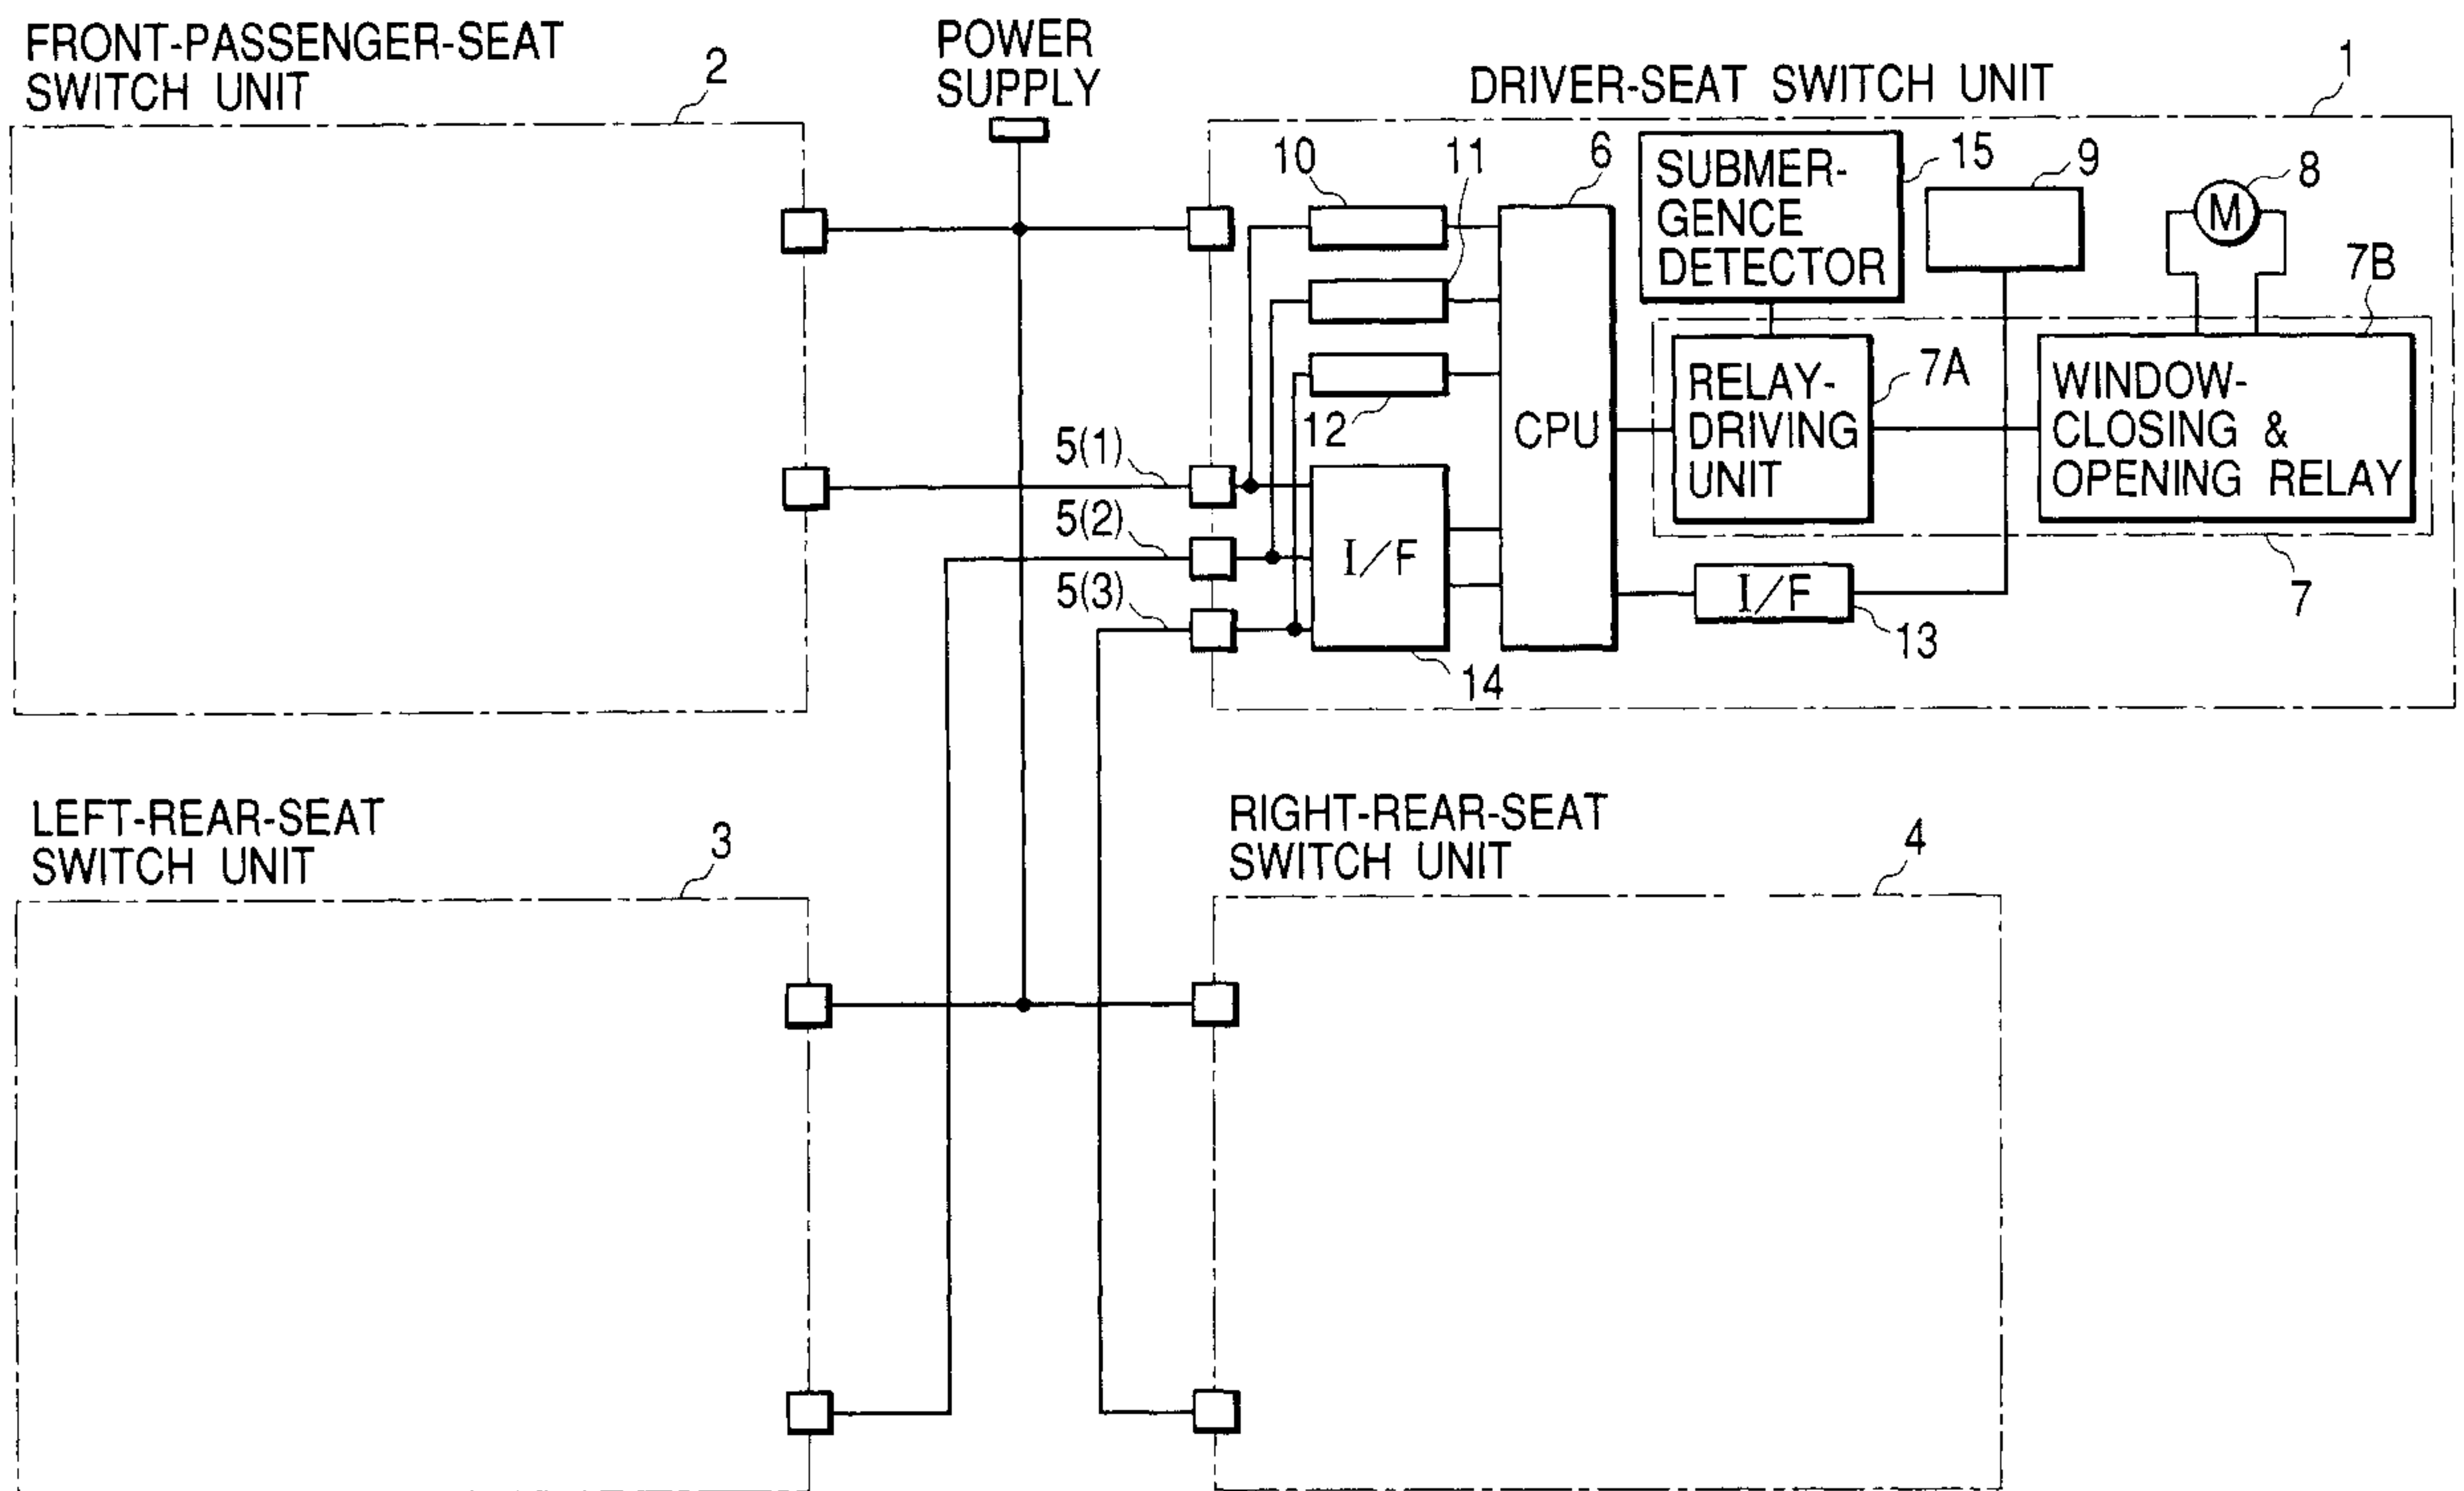 FRONT-PASSENGER-SEAT
SWITCH UNIT
2
POWER
SUPPLY
DRIVER-SEAT SWITCH UNIT
1
10
11
6
SUBMER-
GENCE
DETECTOR
15
9
M
8
7B
12
CPU
RELAY-
DRIVING
UNIT
7A
WINDOW-
CLOSING &
OPENING RELAY
5(1)
5(2)
5(3)
I/F
14
I/F
13
7
LEFT-REAR-SEAT
SWITCH UNIT
3
RIGHT-REAR-SEAT
SWITCH UNIT
4